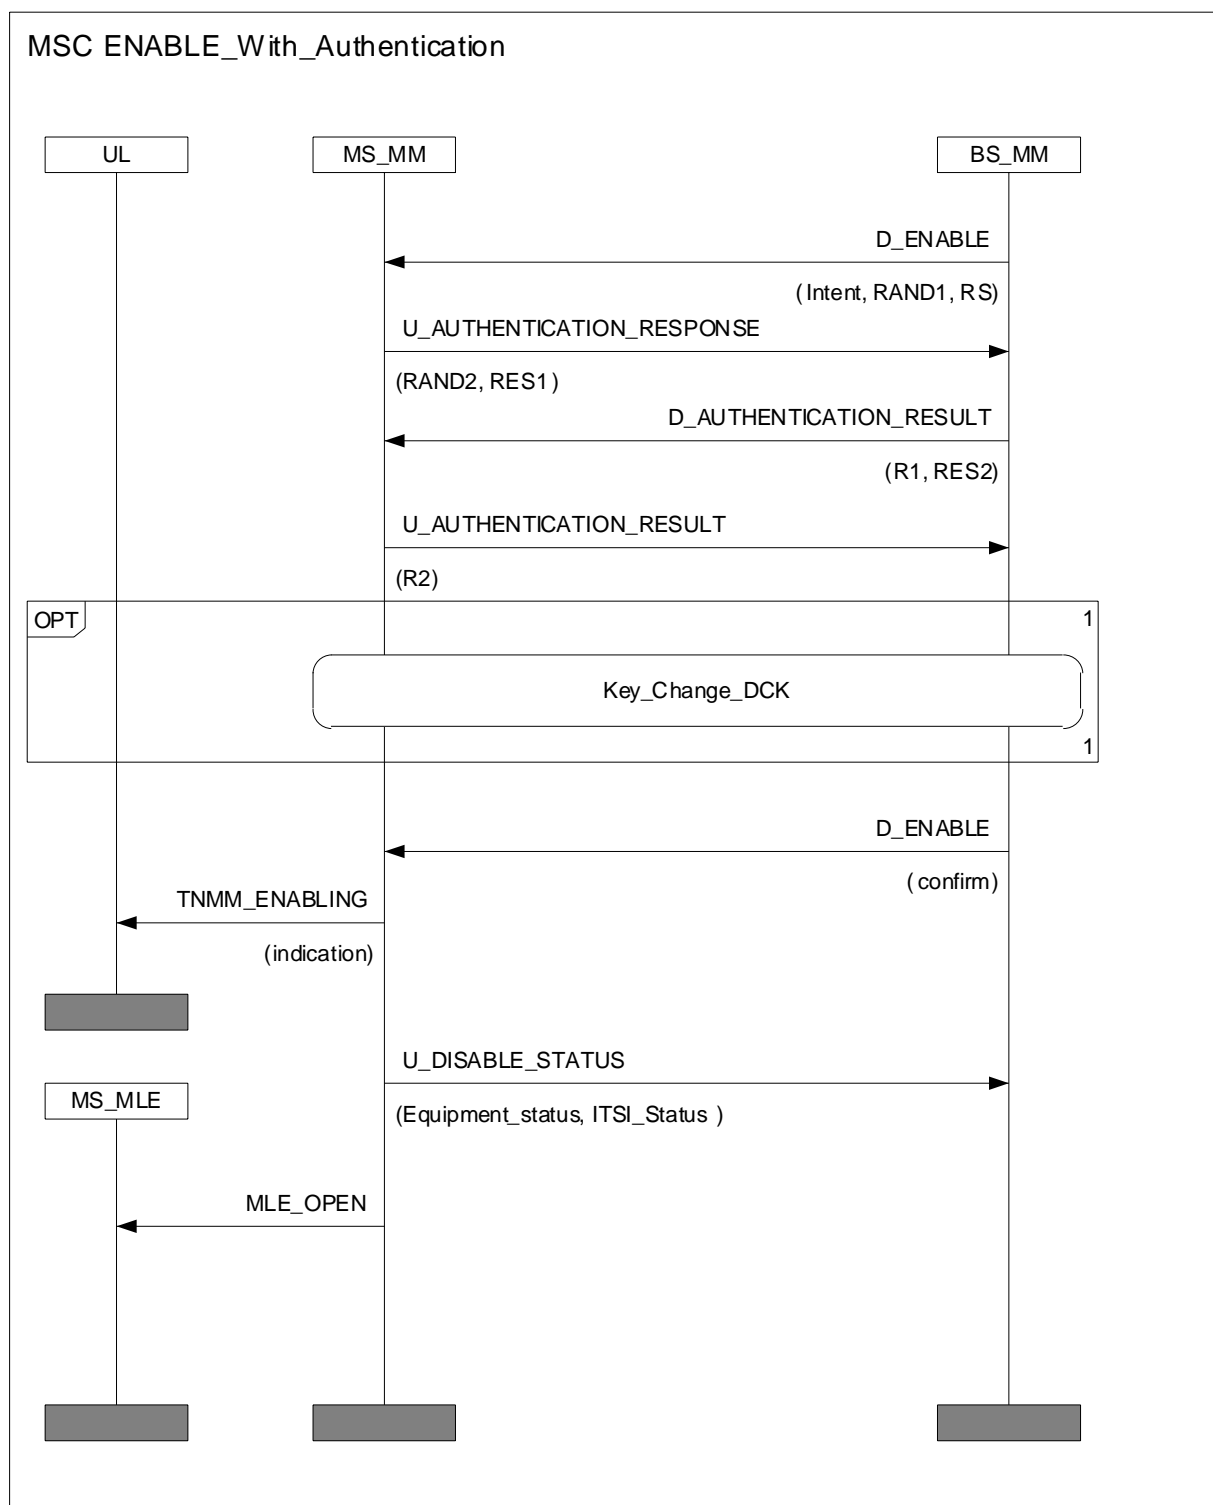 MSC ENABLE_With_Authentication
UL
MS_MM
BS_MM
D_ENABLE
(Intent, RAND1, RS)
U_AUTHENTICATION_RESPONSE
(RAND2, RES1)
D_AUTHENTICATION_RESULT
(R1, RES2)
U_AUTHENTICATION_RESULT
(R2)
OPT
1
Key_Change_DCK
1
D_ENABLE
(confirm)
TNMM_ENABLING
(indication)
U_DISABLE_STATUS
MS_MLE
(Equipment_status, ITSI_Status )
MLE_OPEN